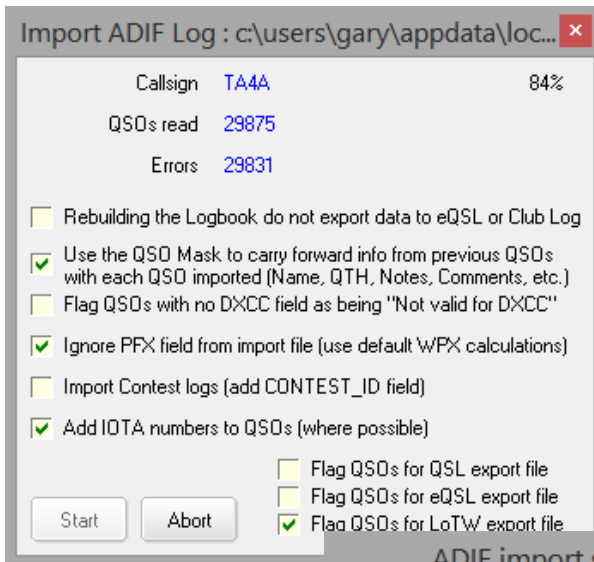 Import ADIF Log : c:\users\gary\appdata\loc...
Callsign TA4A 84%
QSOs read 29875
Errors 29831
Rebuilding the Logbook do not export data to eQSL or Club Log
Use the QSO Mask to carry forward info from previous QSOs
with each QSO imported (Name, QTH, Notes, Comments, etc.)
Flag QSOs with no DXCC field as being "Not valid for DXCC"
Ignore PFX field from import file (use default WPX calculations)
Import Contest logs (add CONTEST_ID field)
Add IOTA numbers to QSOs (where possible)
Flag QSOs for QSL export file
Flag QSOs for eQSL export file
Start Abort Flag QSOs for LoTW export file
ADIF import